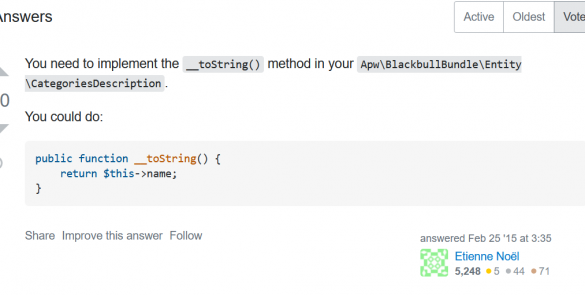 Answers
Active Oldest Vote
You need to implement the __toString() method in your Apw\BlackbullBundle\Entity
\CategoriesDescription.
0
You could do:
public function __toString() {
return $this->name;
}
Share Improve this answer Follow
answered Feb 25 '15 at 3:35
Etienne Noël
5,248 5 44 71